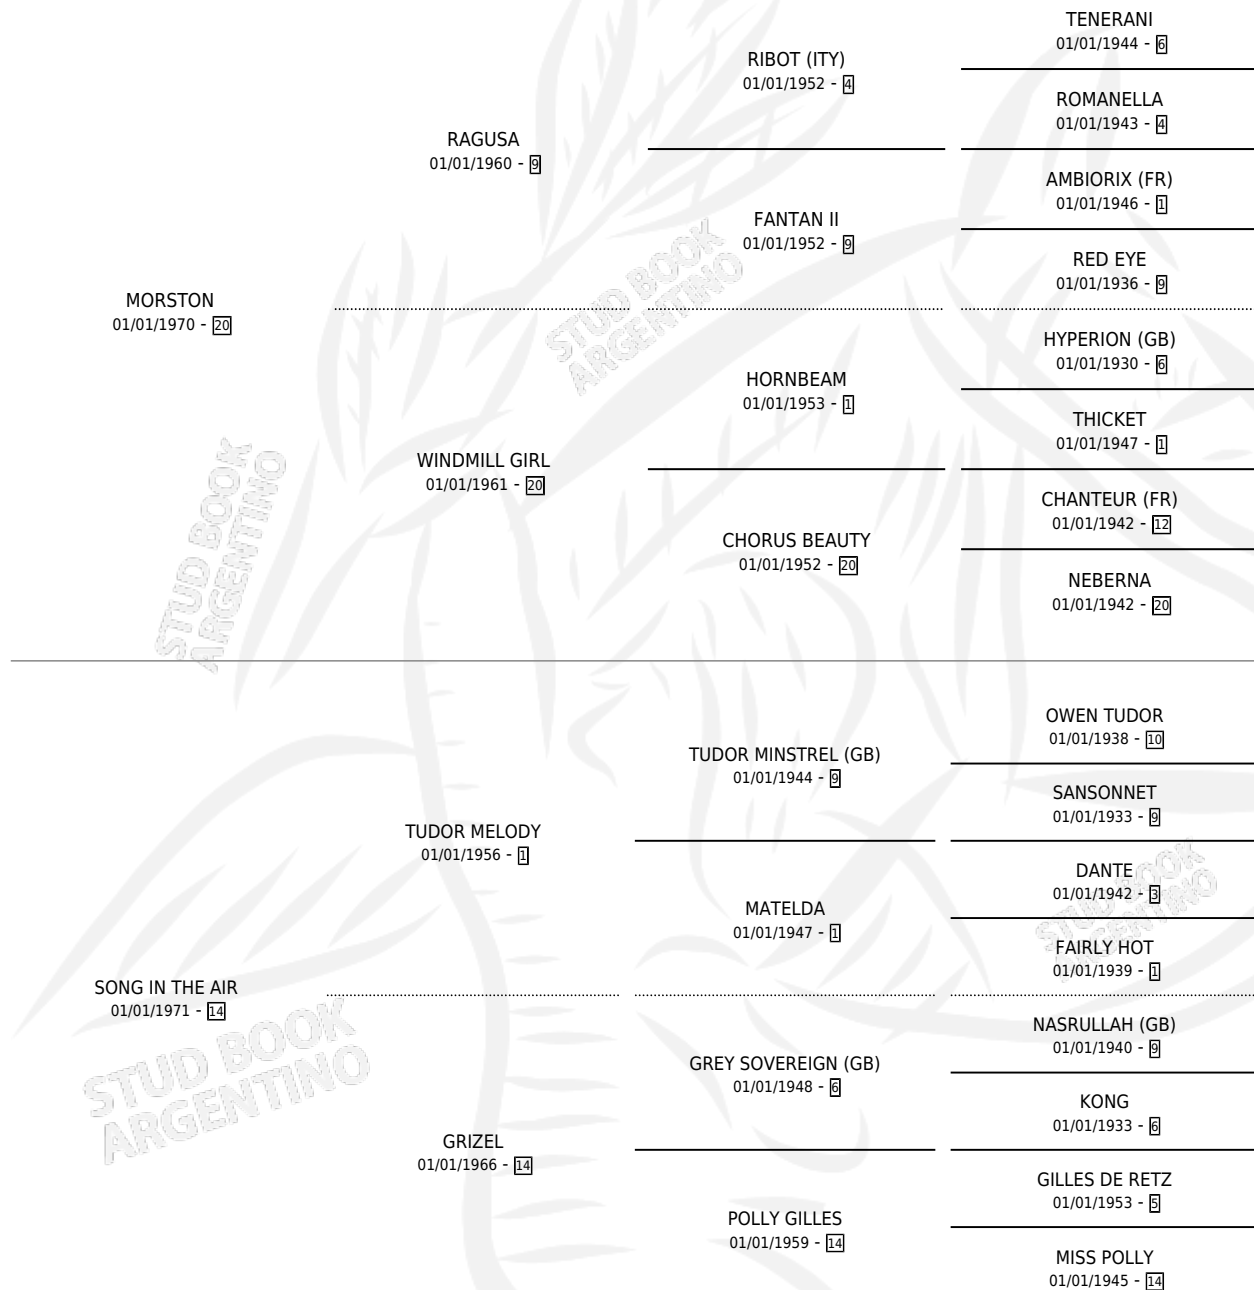 MORSTON
01/01/1970 - 20
RAGUSA
01/01/1960 - 9
WINDMILL GIRL
01/01/1961 - 20
RIBOT (ITY)
01/01/1952 - 4
FANTAN II
01/01/1952 - 9
HORNBEAM
01/01/1953 - 1
CHORUS BEAUTY
01/01/1952 - 20
TENERANI
01/01/1944 - 6
ROMANELLA
01/01/1943 - 4
AMBIORIX (FR)
01/01/1946 - 1
RED EYE
01/01/1936 - 9
HYPERION (GB)
01/01/1930 - 6
THICKET
01/01/1947 - 1
CHANTEUR (FR)
01/01/1942 - 12
NEBERNA
01/01/1942 - 20
SONG IN THE AIR
01/01/1971 - 14
TUDOR MELODY
01/01/1956 - 1
GRIZEL
01/01/1966 - 14
TUDOR MINSTREL (GB)
01/01/1944 - 9
MATELDA
01/01/1947 - 1
GREY SOVEREIGN (GB)
01/01/1948 - 6
POLLY GILLES
01/01/1959 - 14
OWEN TUDOR
01/01/1938 - 10
SANSONNET
01/01/1933 - 9
DANTE
01/01/1942 - 3
FAIRLY HOT
01/01/1939 - 1
NASRULLAH (GB)
01/01/1940 - 9
KONG
01/01/1933 - 6
GILLES DE RETZ
01/01/1953 - 5
MISS POLLY
01/01/1945 - 14
STUD BOOK
ARGENTINO
STUD BOOK
ARGENTINO
STUD BOOK
ARGENTINO
STUD BOOK
ARGENTINO